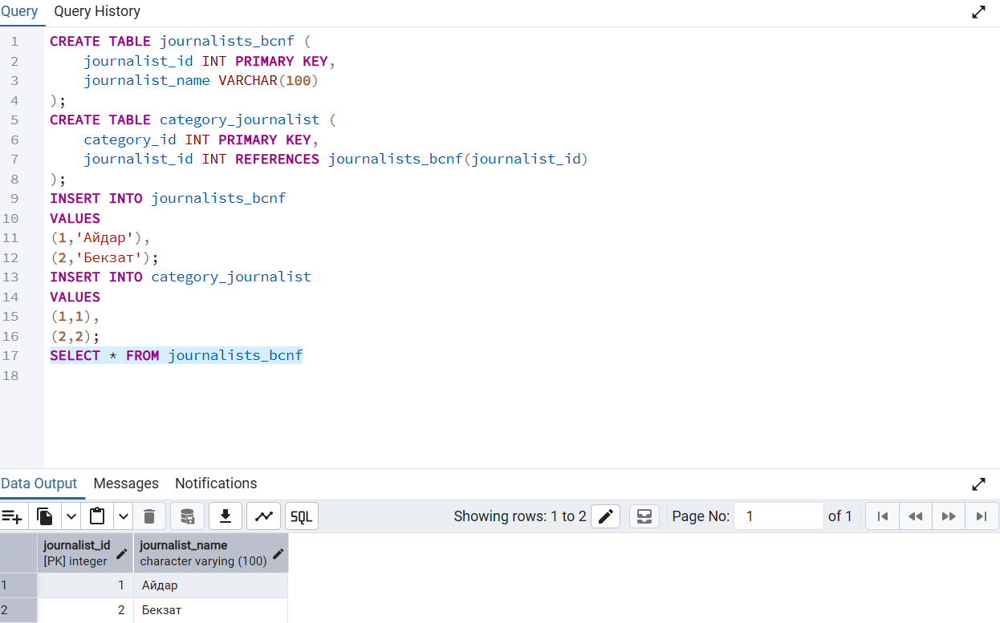 Query Query History
1 CREATE TABLE journalists_bcnf (
2 journalist_id INT PRIMARY KEY,
3 journalist_name VARCHAR(100)
4 );
5 CREATE TABLE category_journalist (
6 category_id INT PRIMARY KEY,
7 journalist_id INT REFERENCES journalists_bcnf(journalist_id)
8 );
9 INSERT INTO journalists_bcnf
10 VALUES
11 (1,'Айдар'),
12 (2,'Бекзат');
13 INSERT INTO category_journalist
14 VALUES
15 (1,1),
16 (2,2);
17 SELECT * FROM journalists_bcnf
18
Data Output Messages Notifications
SQL Showing rows: 1 to 2 Page No: 1 of 1
journalist_id journalist_name
[PK] integer character varying (100)
1 1 Айдар
2 2 Бекзат